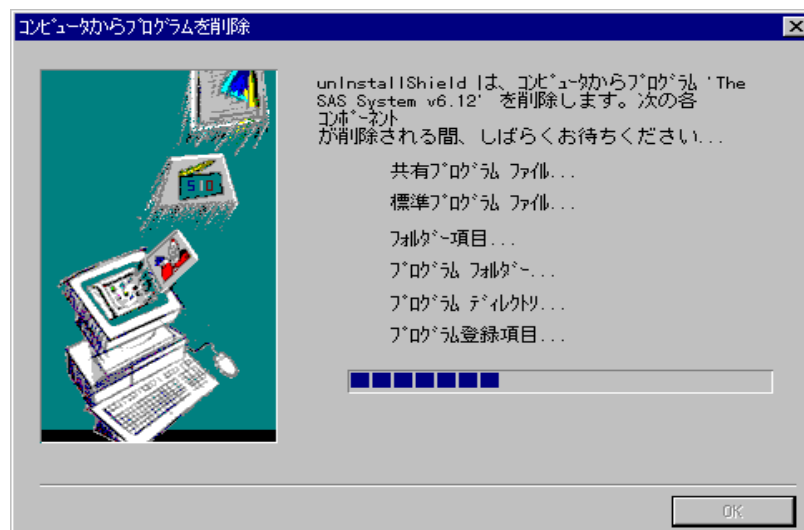 コンピュータからプログラムを削除
unInstallShield は、コンピュータからプログラム 'The
SAS System v6.12' を削除します。次の各
コンポーネント
が削除される間、しばらくお待ちください...
共有プログラム ファイル...
標準プログラム ファイル...
フォルダー項目...
プログラム フォルダー...
プログラム ディレクトリ...
プログラム登録項目...
OK